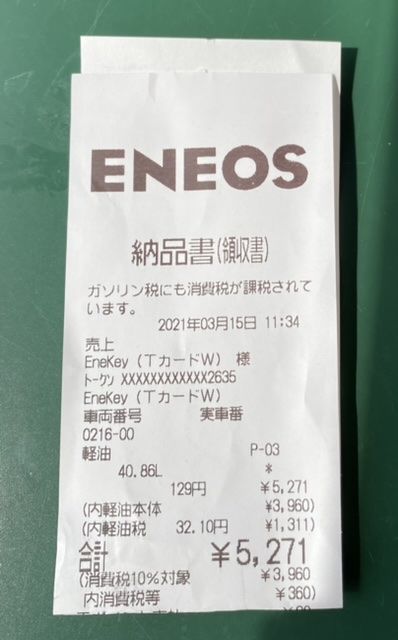 ENEOS
納品書(領収書)
ガソリン税にも消費税が課税されて
います。
2021年03月15日 11:34
売上
EneKey(TカードW) 様
トークン XXXXXXXXXXXX2635
EneKey(TカードW)
車両番号 実車番
0216-00
軽油 P-03
40.86L *
129円 ¥5,271
(内軽油本体 ¥3,960)
(内軽油税 32.10円 ¥1,311)
合計 ¥5,271
(消費税10%対象 ¥3,960
内消費税等 ¥360)